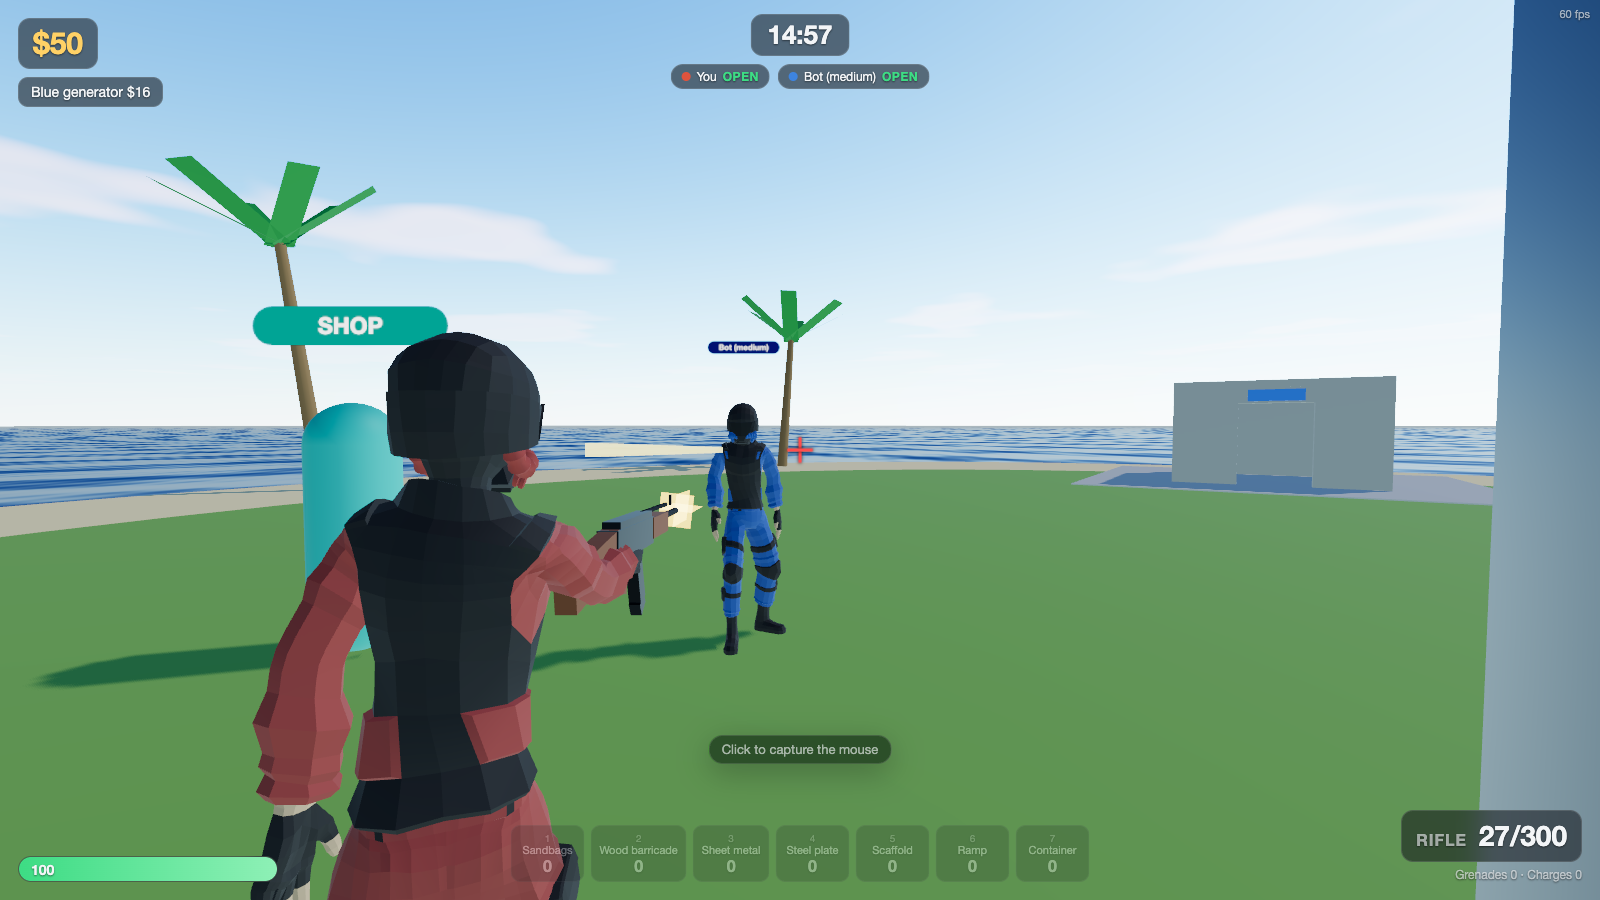 $50
Blue generator $16
14:57
You OPEN
Bot (medium) OPEN
60 fps
SHOP
Bot (medium)
Click to capture the mouse
1
Sandbags
0
2
Wood barricade
0
3
Sheet metal
0
4
Steel plate
0
5
Scaffold
0
6
Ramp
0
7
Container
0
100
RIFLE 27/300
Grenades 0 · Charges 0